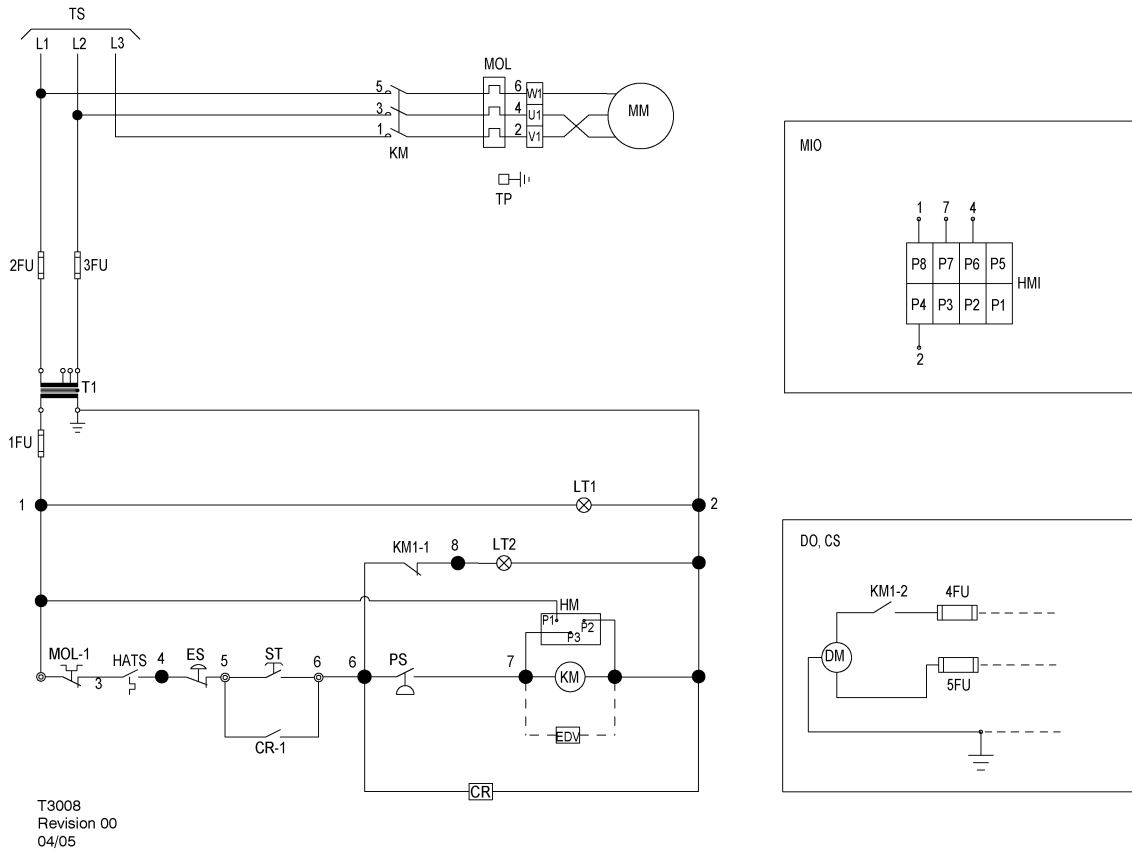 TS
L1 L2 L3
MOL
5 6 W1
3 4 U1
1 2 V1
MM
KM
TP
2FU 3FU
T1
1FU
1 LT1 2
KM1-1 8 LT2
HM
P1 P2
P3
MOL-1 HATS 4 ES 5 ST 6 6 PS 7 KM
3
CR-1
EDV
CR
T3008
Revision 00
04/05
MIO
1 7 4
P8 P7 P6 P5
HMI
P4 P3 P2 P1
2
DO, CS
KM1-2 4FU
DM
5FU